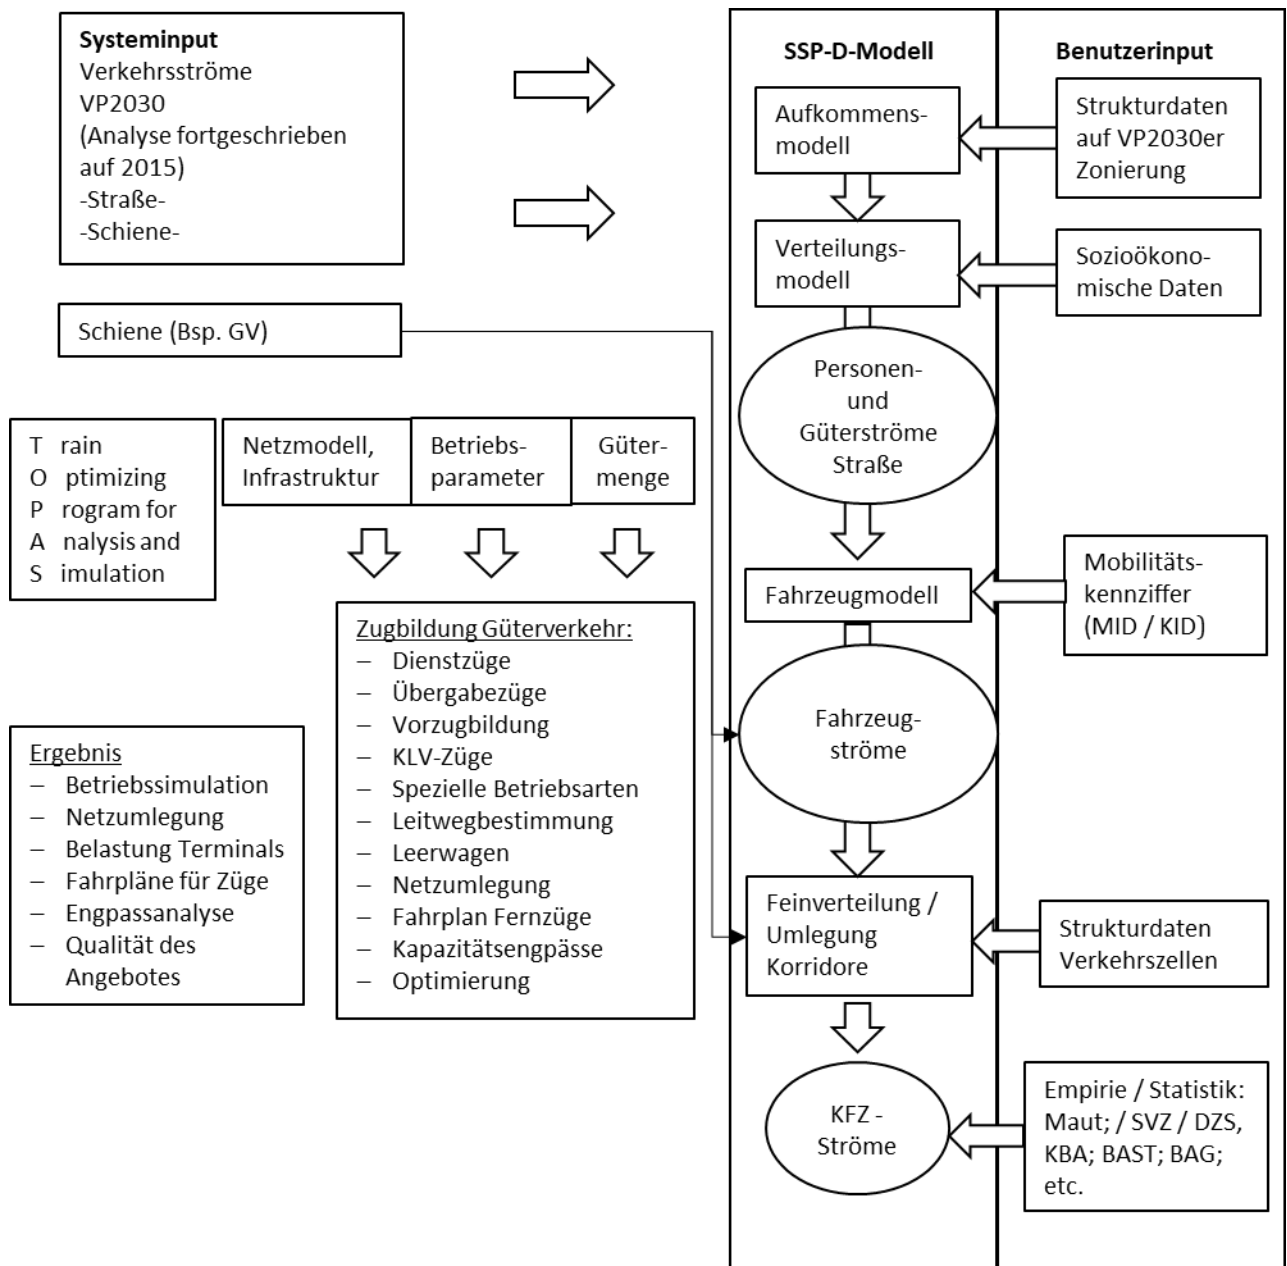 Systeminput
Verkehrsströme
VP2030
(Analyse fortgeschrieben
auf 2015)
-Straße-
-Schiene-
Schiene (Bsp. GV)
T rain
O ptimizing
P rogram for
A nalysis and
S imulation
Netzmodell,
Infrastruktur
Betriebs-
parameter
Güter-
menge
Zugbildung Güterverkehr:
– Dienstzüge
– Übergabezüge
– Vorzugbildung
– KLV-Züge
– Spezielle Betriebsarten
– Leitwegbestimmung
– Leerwagen
– Netzumlegung
– Fahrplan Fernzüge
– Kapazitätsengpässe
– Optimierung
Ergebnis
– Betriebssimulation
– Netzumlegung
– Belastung Terminals
– Fahrpläne für Züge
– Engpassanalyse
– Qualität des
Angebotes
SSP-D-Modell
Aufkommens-
modell
Verteilungs-
modell
Personen-
und
Güterströme
Straße
Fahrzeugmodell
Fahrzeug-
ströme
Feinverteilung /
Umlegung
Korridore
KFZ -
Ströme
Benutzerinput
Strukturdaten
auf VP2030er
Zonierung
Sozioökono-
mische Daten
Mobilitäts-
kennziffer
(MID / KID)
Strukturdaten
Verkehrszellen
Empirie / Statistik:
Maut; / SVZ / DZS,
KBA; BAST; BAG;
etc.